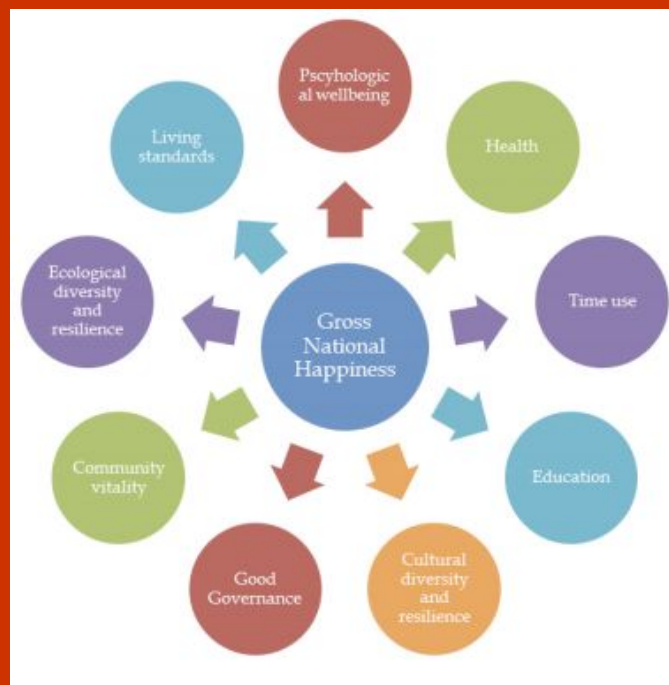 Pscyhologic
al wellbeing
Health
Time use
Education
Cultural
diversity
and
resilience
Good
Governance
Community
vitality
Ecological
diversity
and
resilience
Living
standards
Gross
National
Happiness